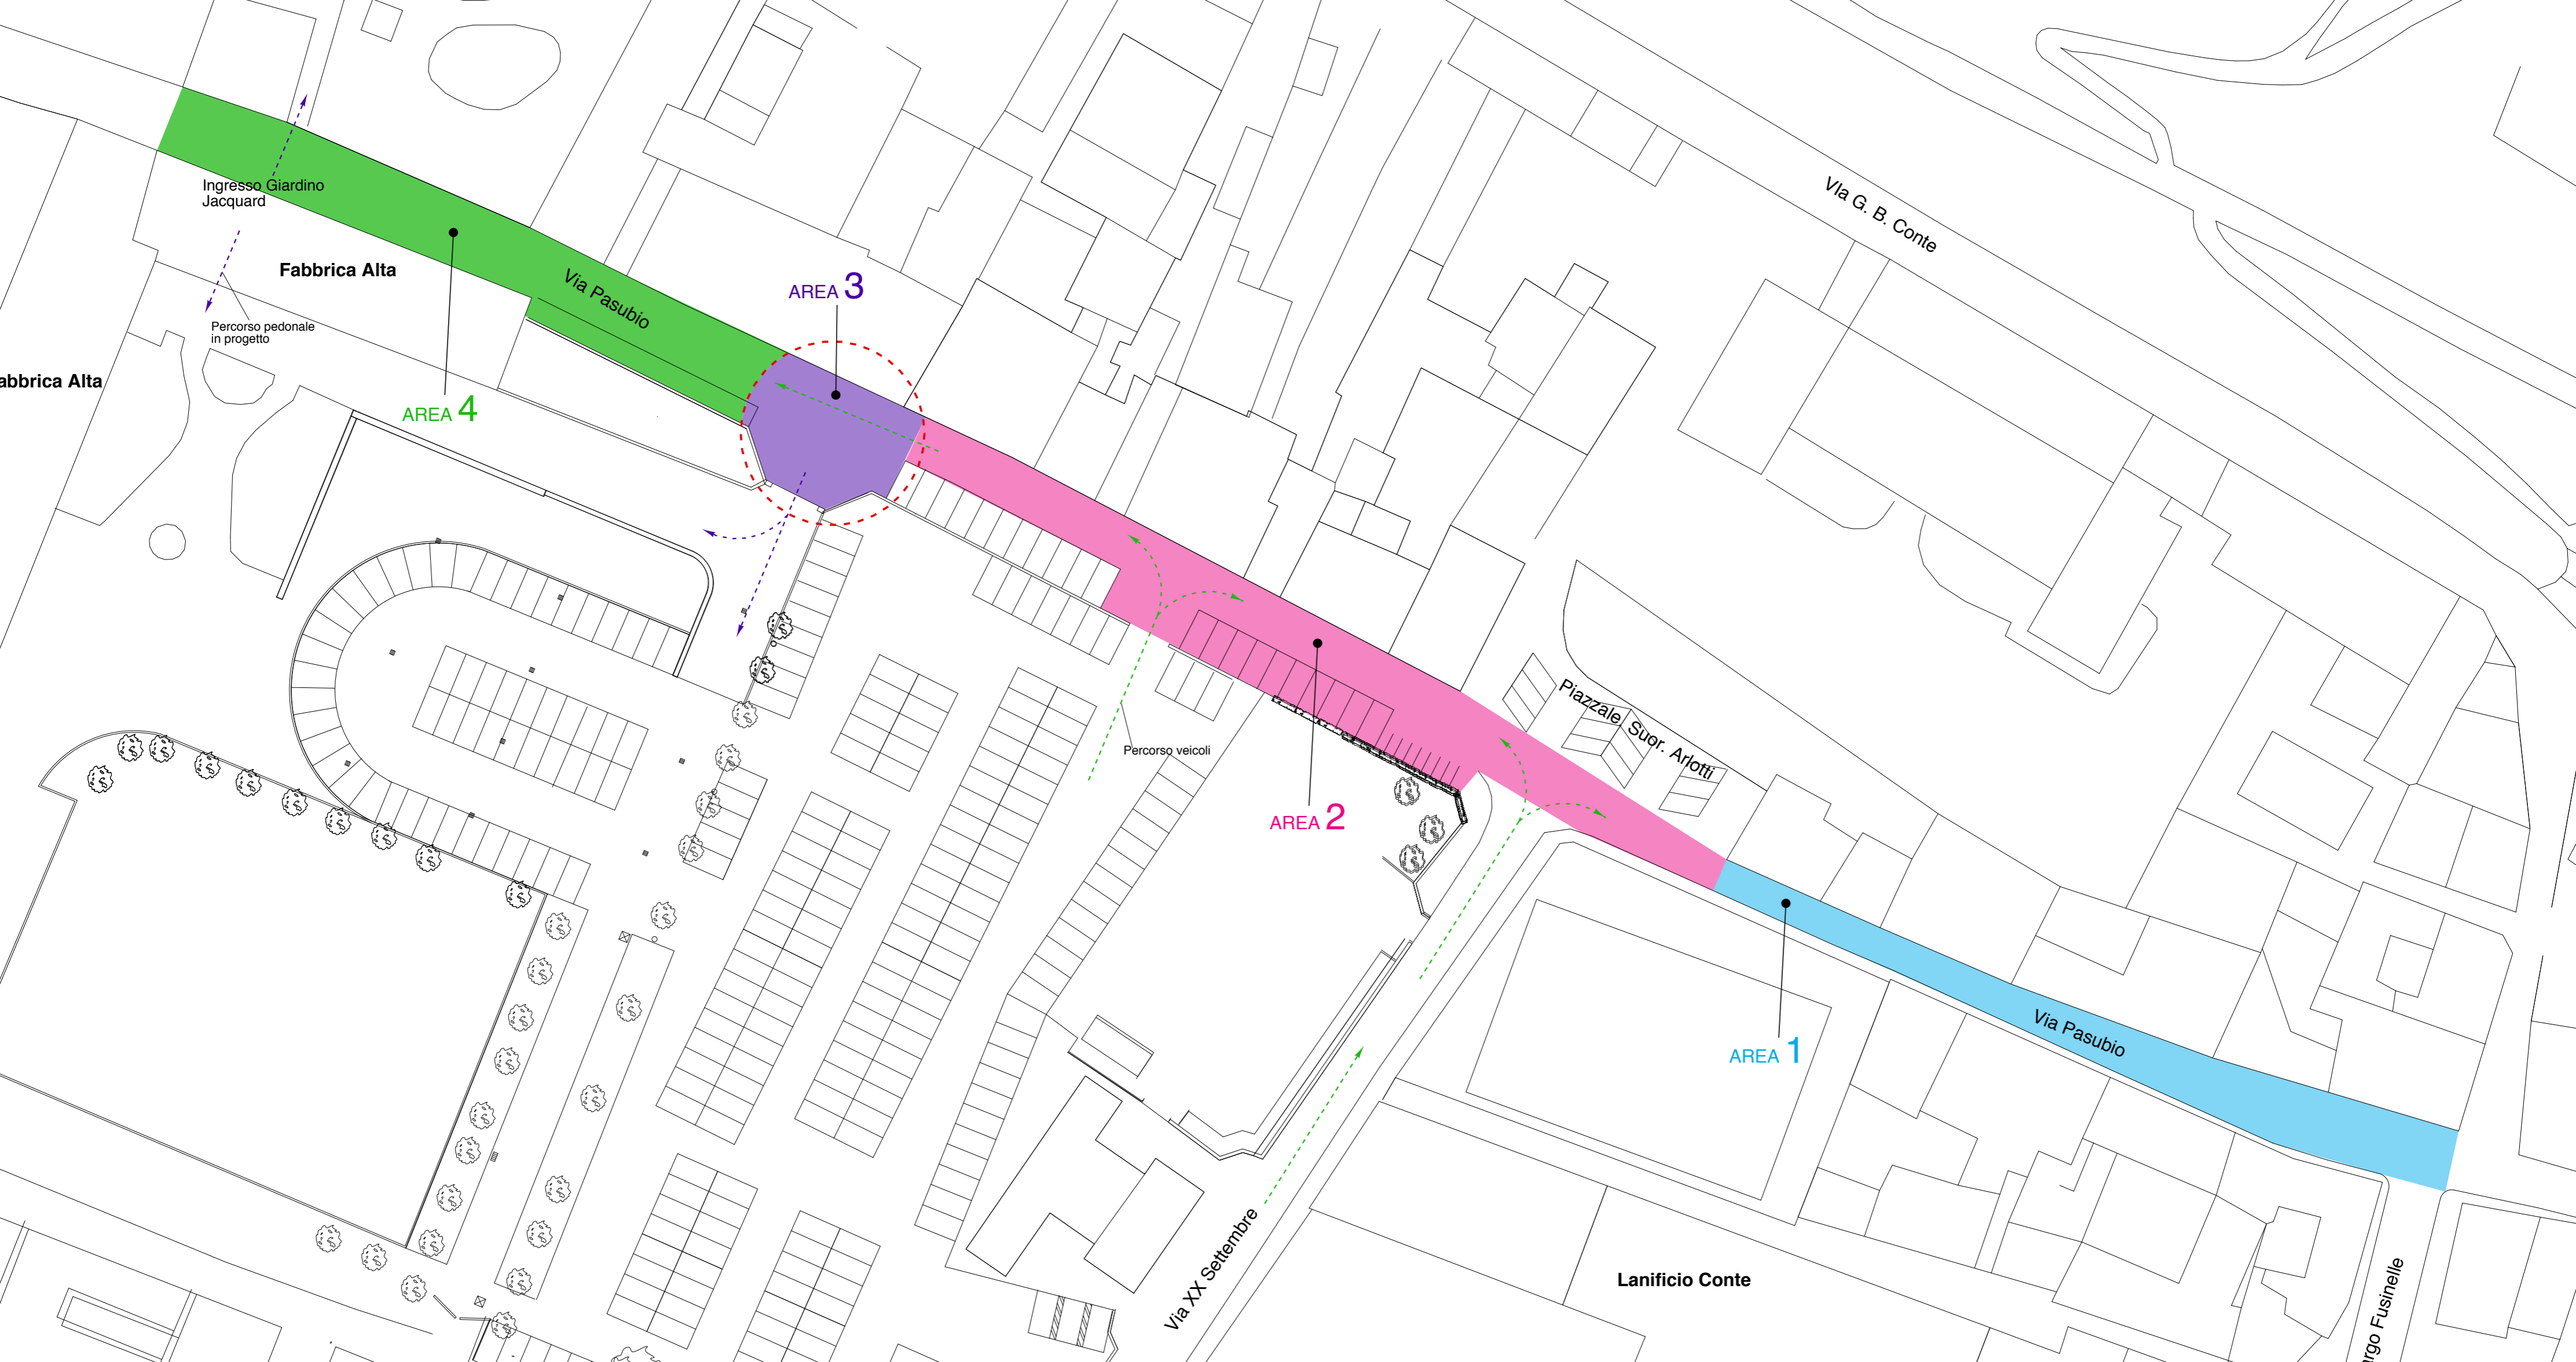 VIa G. B. Conte
Ingresso Giardino
Jacquard
Fabbrica Alta
Via Pasubio
AREA 3
Percorso pedonale
in progetto
abbrica Alta
AREA 4
Piazzale Suor. Arlotti
Percorso veicoli
AREA 2
Via Pasubio
AREA 1
Via XX Settembre
Lanificio Conte
rgo Fusinelle